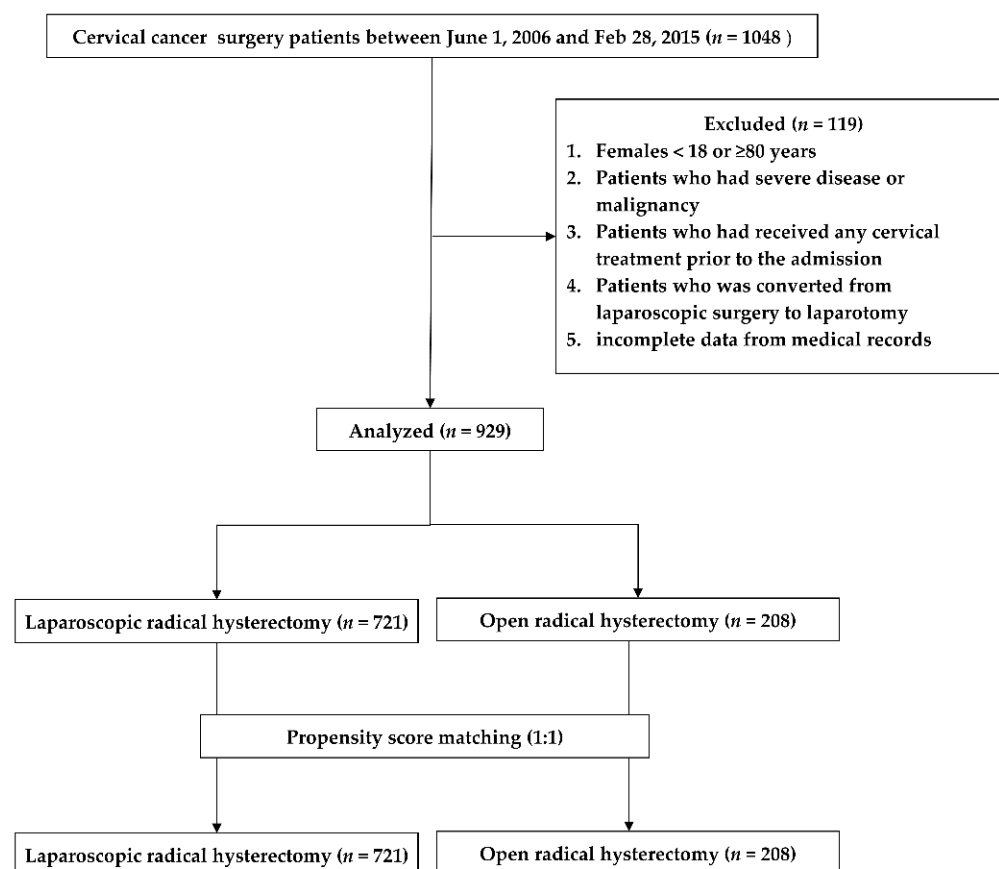 Cervical cancer surgery patients between June 1, 2006 and Feb 28, 2015 (n = 1048 )
Excluded (n = 119)
1. Females < 18 or ≥80 years
2. Patients who had severe disease or
malignancy
3. Patients who had received any cervical
treatment prior to the admission
4. Patients who was converted from
laparoscopic surgery to laparotomy
5. incomplete data from medical records
Analyzed (n = 929)
Laparoscopic radical hysterectomy (n = 721)
Open radical hysterectomy (n = 208)
Propensity score matching (1:1)
Laparoscopic radical hysterectomy (n = 721)
Open radical hysterectomy (n = 208)